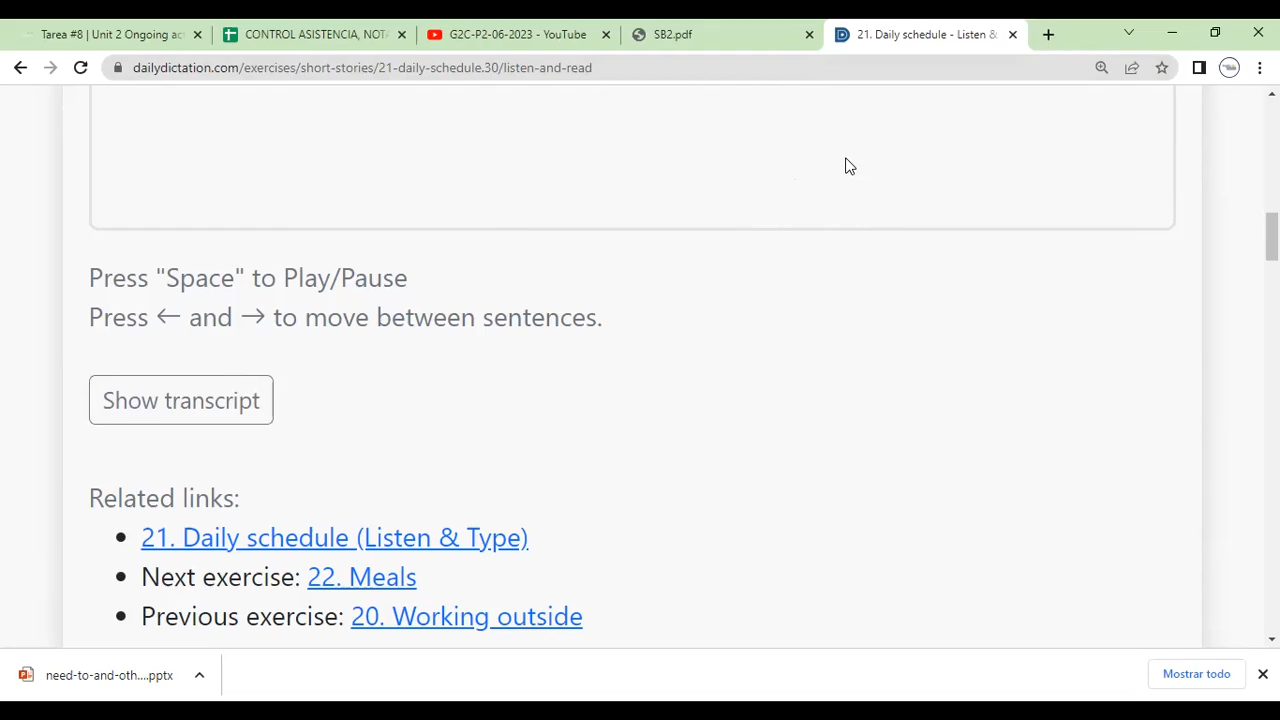 Tarea #8 | Unit 2 Ongoing act
CONTROL ASISTENCIA, NOTA
G2C-P2-06-2023 - YouTube
SB2.pdf
21. Daily schedule - Listen &
dailydictation.com/exercises/short-stories/21-daily-schedule.30/listen-and-read
Press "Space" to Play/Pause
Press ← and → to move between sentences.
Show transcript
Related links:
• 21. Daily schedule (Listen & Type)
• Next exercise: 22. Meals
• Previous exercise: 20. Working outside
need-to-and-oth....pptx
Mostrar todo